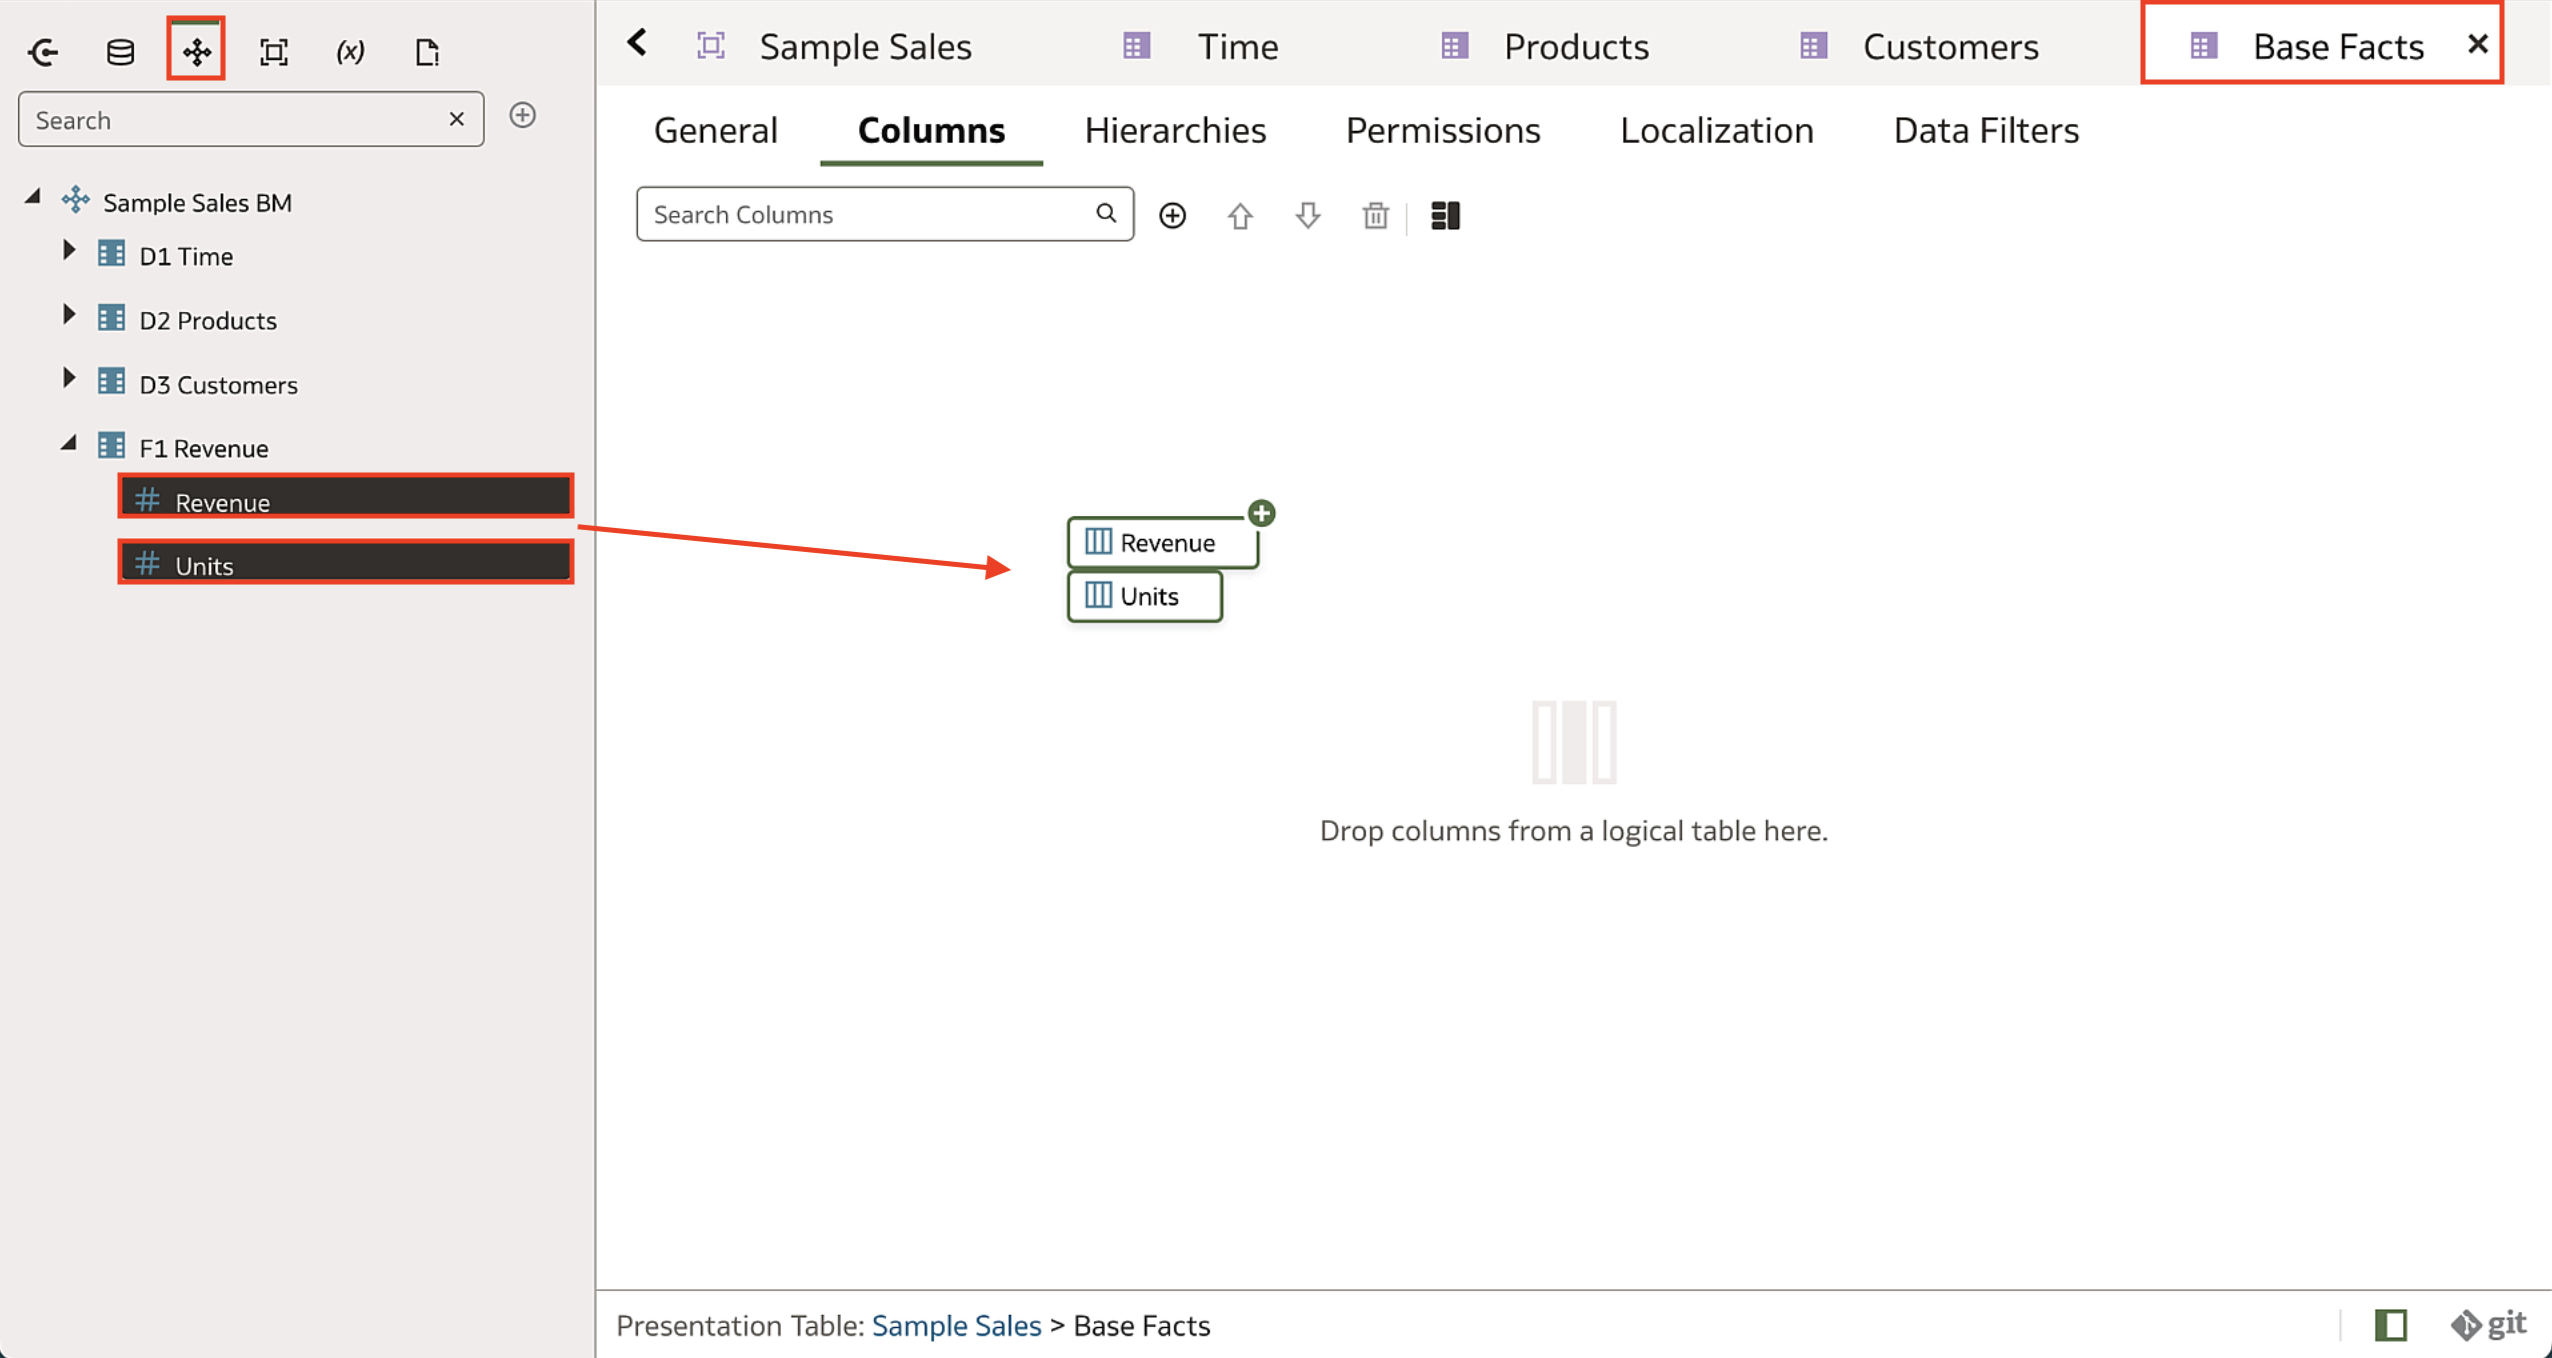 (x)
Search
Sample Sales BM
D1 Time
D2 Products
D3 Customers
F1 Revenue
# Revenue
# Units
Sample Sales Time Products Customers Base Facts
General Columns Hierarchies Permissions Localization Data Filters
Search Columns
Revenue
Units
Drop columns from a logical table here.
Presentation Table: Sample Sales > Base Facts
git